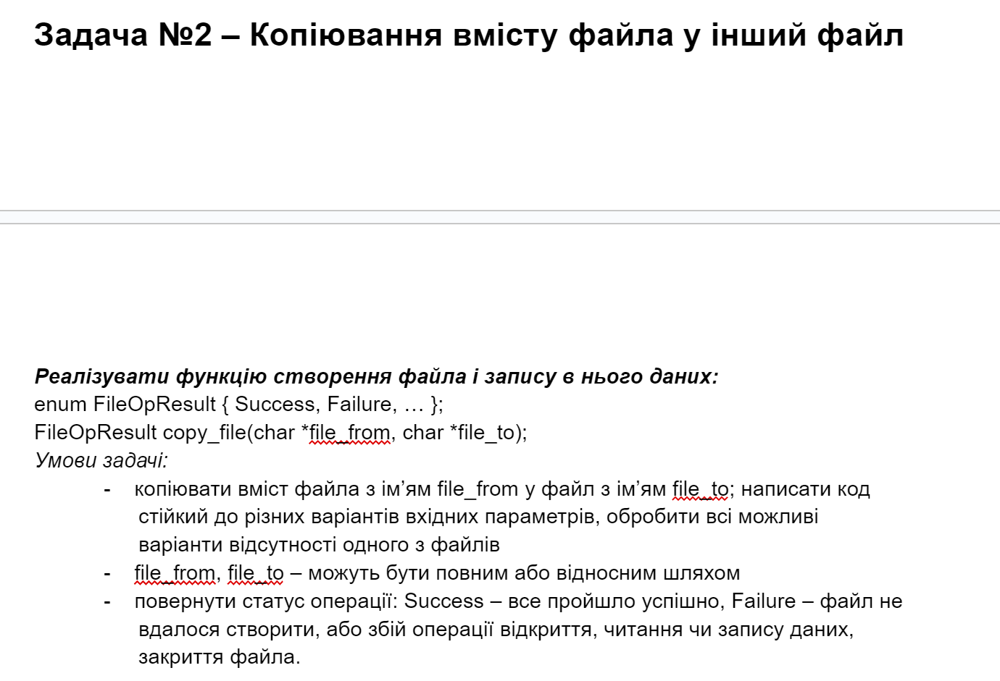 Задача №2 – Копіювання вмісту файла у інший файл
Реалізувати функцію створення файла і запису в нього даних:
enum FileOpResult { Success, Failure, … };
FileOpResult copy_file(char *file_from, char *file_to);
Умови задачі:
- копіювати вміст файла з ім’ям file_from у файл з ім’ям file_to; написати код
стійкий до різних варіантів вхідних параметрів, обробити всі можливі
варіанти відсутності одного з файлів
- file_from, file_to – можуть бути повним або відносним шляхом
- повернути статус операції: Success – все пройшло успішно, Failure – файл не
вдалося створити, або збій операції відкриття, читання чи запису даних,
закриття файла.